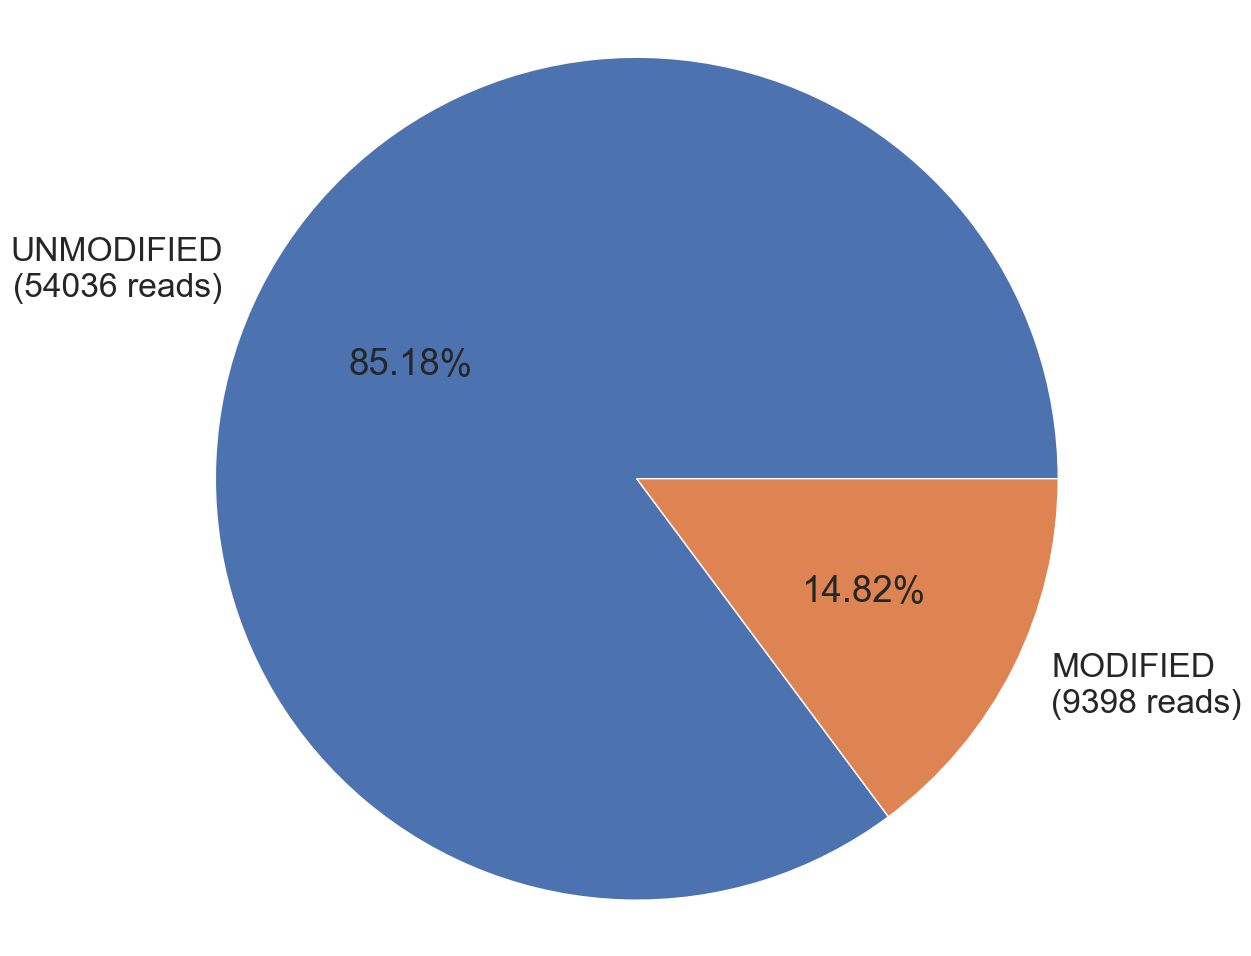 UNMODIFIED
(54036 reads)
85.18%
14.82%
MODIFIED
(9398 reads)